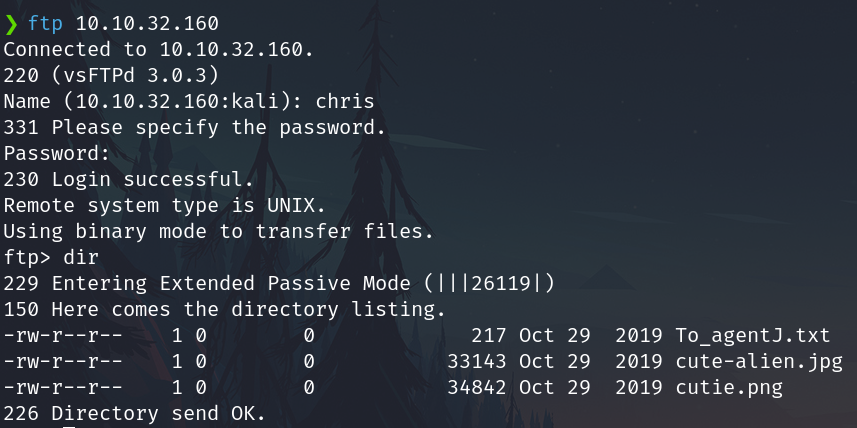 ❯ ftp 10.10.32.160
Connected to 10.10.32.160.
220 (vsFTPd 3.0.3)
Name (10.10.32.160:kali): chris
331 Please specify the password.
Password:
230 Login successful.
Remote system type is UNIX.
Using binary mode to transfer files.
ftp> dir
229 Entering Extended Passive Mode (|||26119|)
150 Here comes the directory listing.
-rw-r--r--    1 0        0             217 Oct 29  2019 To_agentJ.txt
-rw-r--r--    1 0        0           33143 Oct 29  2019 cute-alien.jpg
-rw-r--r--    1 0        0           34842 Oct 29  2019 cutie.png
226 Directory send OK.